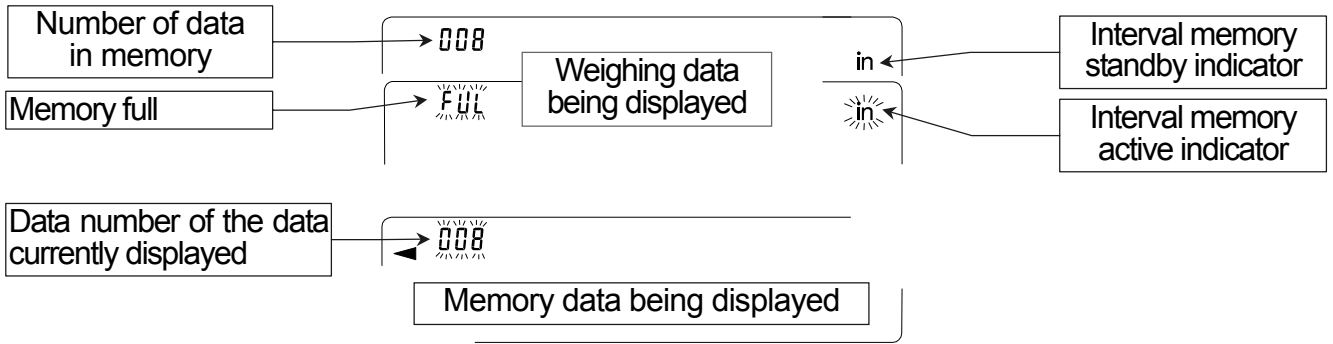 Number of data
in memory
008
Weighing data
being displayed
in
Interval memory
standby indicator
Memory full
FUL
in
Interval memory
active indicator
Data number of the data
currently displayed
008
Memory data being displayed